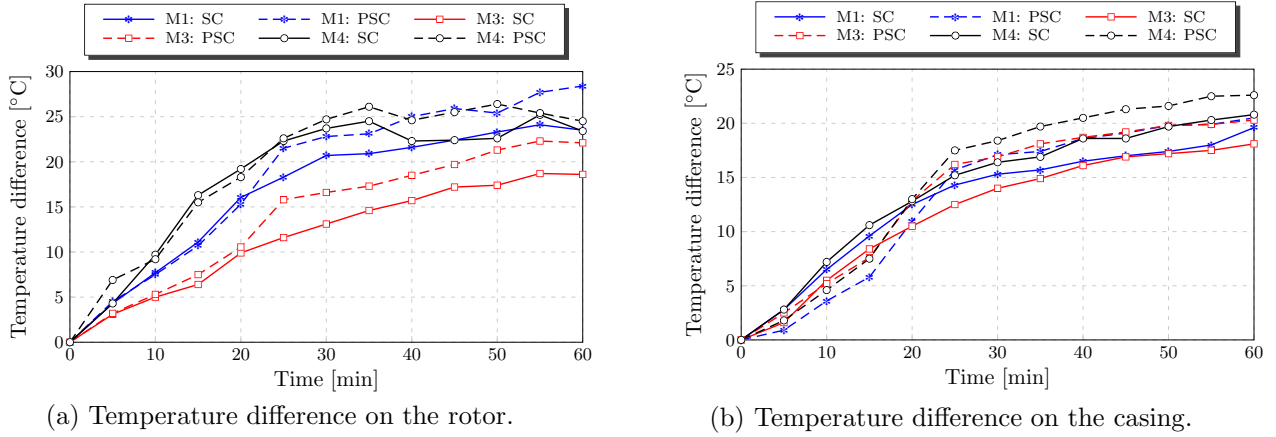 M1: SC M1: PSC M3: SC
M3: PSC M4: SC M4: PSC
Temperature difference [°C]
30
25
20
15
10
5
0
0 10 20 30 40 50 60
Time [min]
(a) Temperature difference on the rotor.
M1: SC M1: PSC M3: SC
M3: PSC M4: SC M4: PSC
Temperature difference [°C]
25
20
15
10
5
0
0 10 20 30 40 50 60
Time [min]
(b) Temperature difference on the casing.